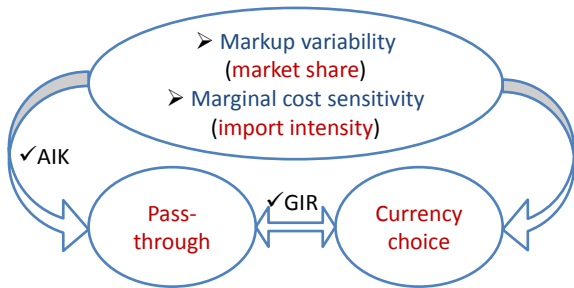 ➢ Markup variability
(market share)
➢ Marginal cost sensitivity
(import intensity)
✓AIK
✓GIR
Pass-
through
Currency
choice